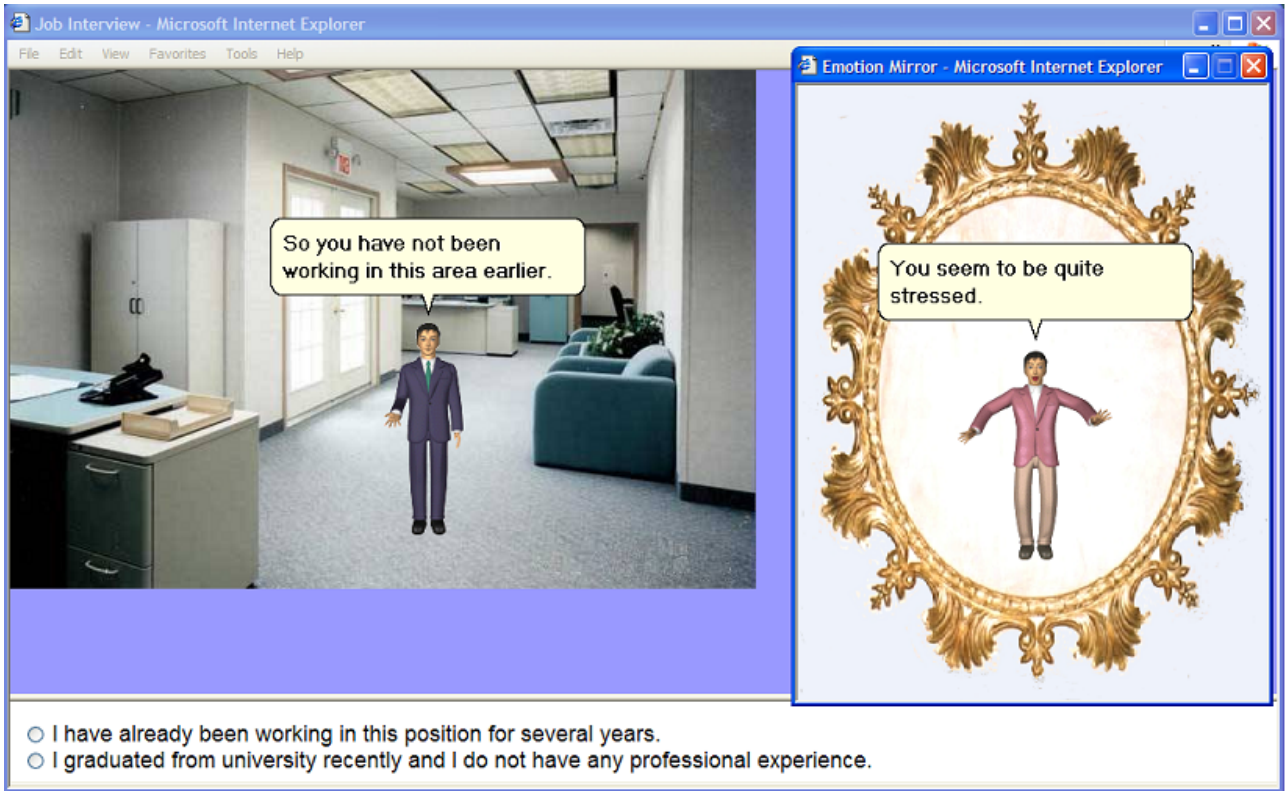 Job Interview - Microsoft Internet Explorer
File Edit View Favorites Tools Help
Emotion Mirror - Microsoft Internet Explorer
So you have not been
working in this area earlier.
You seem to be quite
stressed.
I have already been working in this position for several years.
I graduated from university recently and I do not have any professional experience.